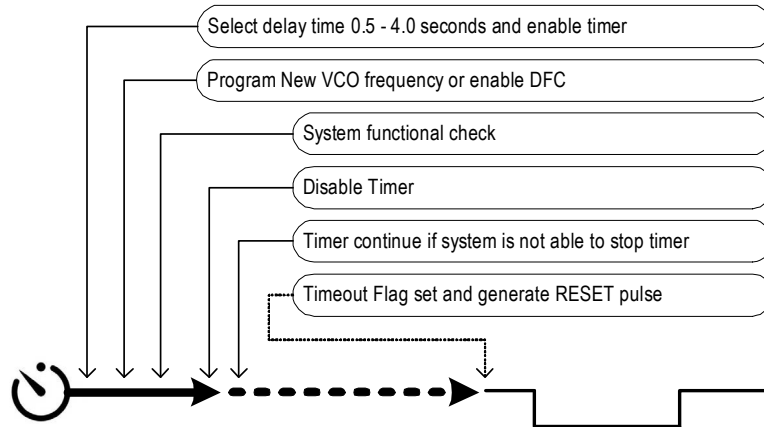 Select delay time 0.5 - 4.0 seconds and enable timer
Program New VCO frequency or enable DFC
System functional check
Disable Timer
Timer continue if system is not able to stop timer
Timeout Flag set and generate RESET pulse